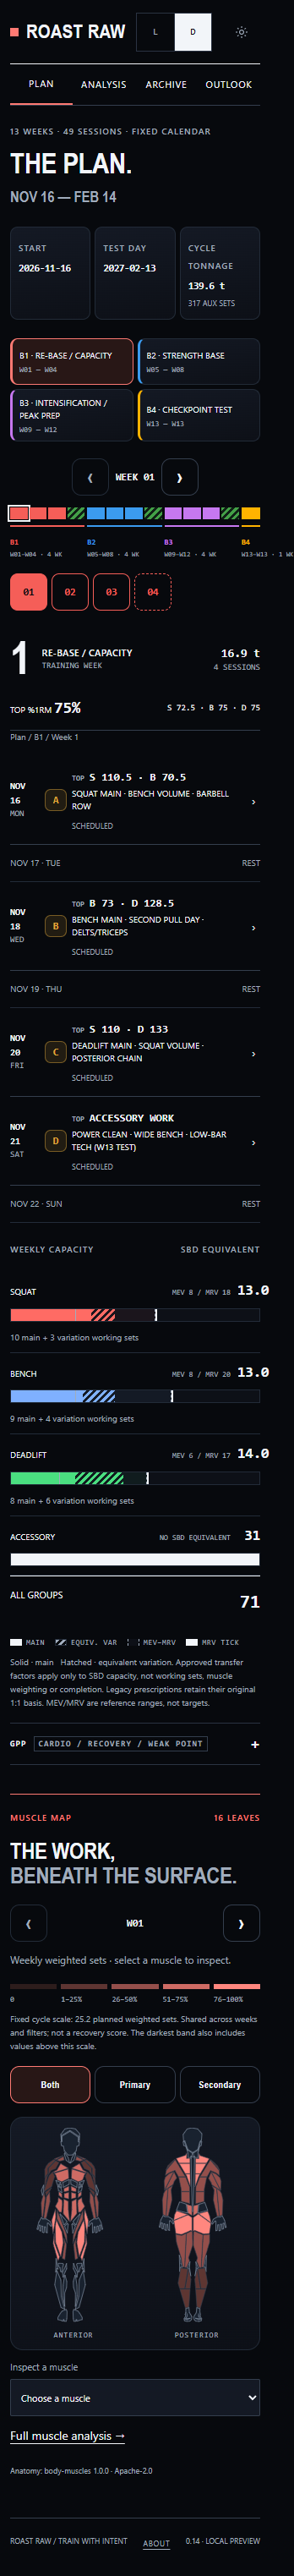 ROAST RAW
L D
PLAN ANALYSIS ARCHIVE OUTLOOK
13 WEEKS · 49 SESSIONS · FIXED CALENDAR
THE PLAN.
NOV 16 — FEB 14
START
2026-11-16
TEST DAY
2027-02-13
CYCLE
TONNAGE
139.6 t
317 AUX SETS
B1 · RE-BASE / CAPACITY
W01 — W04
B2 · STRENGTH BASE
W05 — W08
B3 · INTENSIFICATION /
PEAK PREP
W09 — W12
B4 · CHECKPOINT TEST
W13 — W13
‹ WEEK 01 ›
B1 B2 B3 B4
W01–W04 · 4 WK W05–W08 · 4 WK W09–W12 · 4 WK W13–W13 · 1 WK
01 02 03 04
1
RE-BASE / CAPACITY
TRAINING WEEK
16.9 t
4 SESSIONS
TOP %1RM 75%
S 72.5 · B 75 · D 75
Plan / B1 / Week 1
NOV
16
MON
A
TOP S 110.5 · B 70.5
SQUAT MAIN · BENCH VOLUME · BARBELL
ROW
SCHEDULED
›
NOV 17 · TUE REST
NOV
18
WED
B
TOP B 73 · D 128.5
BENCH MAIN · SECOND PULL DAY ·
DELTS/TRICEPS
SCHEDULED
›
NOV 19 · THU REST
NOV
20
FRI
C
TOP S 110 · D 133
DEADLIFT MAIN · SQUAT VOLUME ·
POSTERIOR CHAIN
SCHEDULED
›
NOV
21
SAT
D
TOP ACCESSORY WORK
POWER CLEAN · WIDE BENCH · LOW-BAR
TECH (W13 TEST)
SCHEDULED
›
NOV 22 · SUN REST
WEEKLY CAPACITY SBD EQUIVALENT
SQUAT MEV 8 / MRV 18 13.0
10 main + 3 variation working sets
BENCH MEV 8 / MRV 20 13.0
9 main + 4 variation working sets
DEADLIFT MEV 6 / MRV 17 14.0
8 main + 6 variation working sets
ACCESSORY NO SBD EQUIVALENT 31
ALL GROUPS 71
MAIN EQUIV. VAR MEV–MRV MRV TICK
Solid · main Hatched · equivalent variation. Approved transfer
factors apply only to SBD capacity, not working sets, muscle
weighting or completion. Legacy prescriptions retain their original
1:1 basis. MEV/MRV are reference ranges, not targets.
GPP CARDIO / RECOVERY / WEAK POINT +
MUSCLE MAP 16 LEAVES
THE WORK,
BENEATH THE SURFACE.
‹ W01 ›
Weekly weighted sets · select a muscle to inspect.
0 1–25% 26–50% 51–75% 76–100%
Fixed cycle scale: 25.2 planned weighted sets. Shared across weeks
and filters; not a recovery score. The darkest band also includes
values above this scale.
Both Primary Secondary
ANTERIOR POSTERIOR
Inspect a muscle
Choose a muscle
Full muscle analysis →
Anatomy: body-muscles 1.0.0 · Apache-2.0
ROAST RAW / TRAIN WITH INTENT ABOUT 0.14 · LOCAL PREVIEW